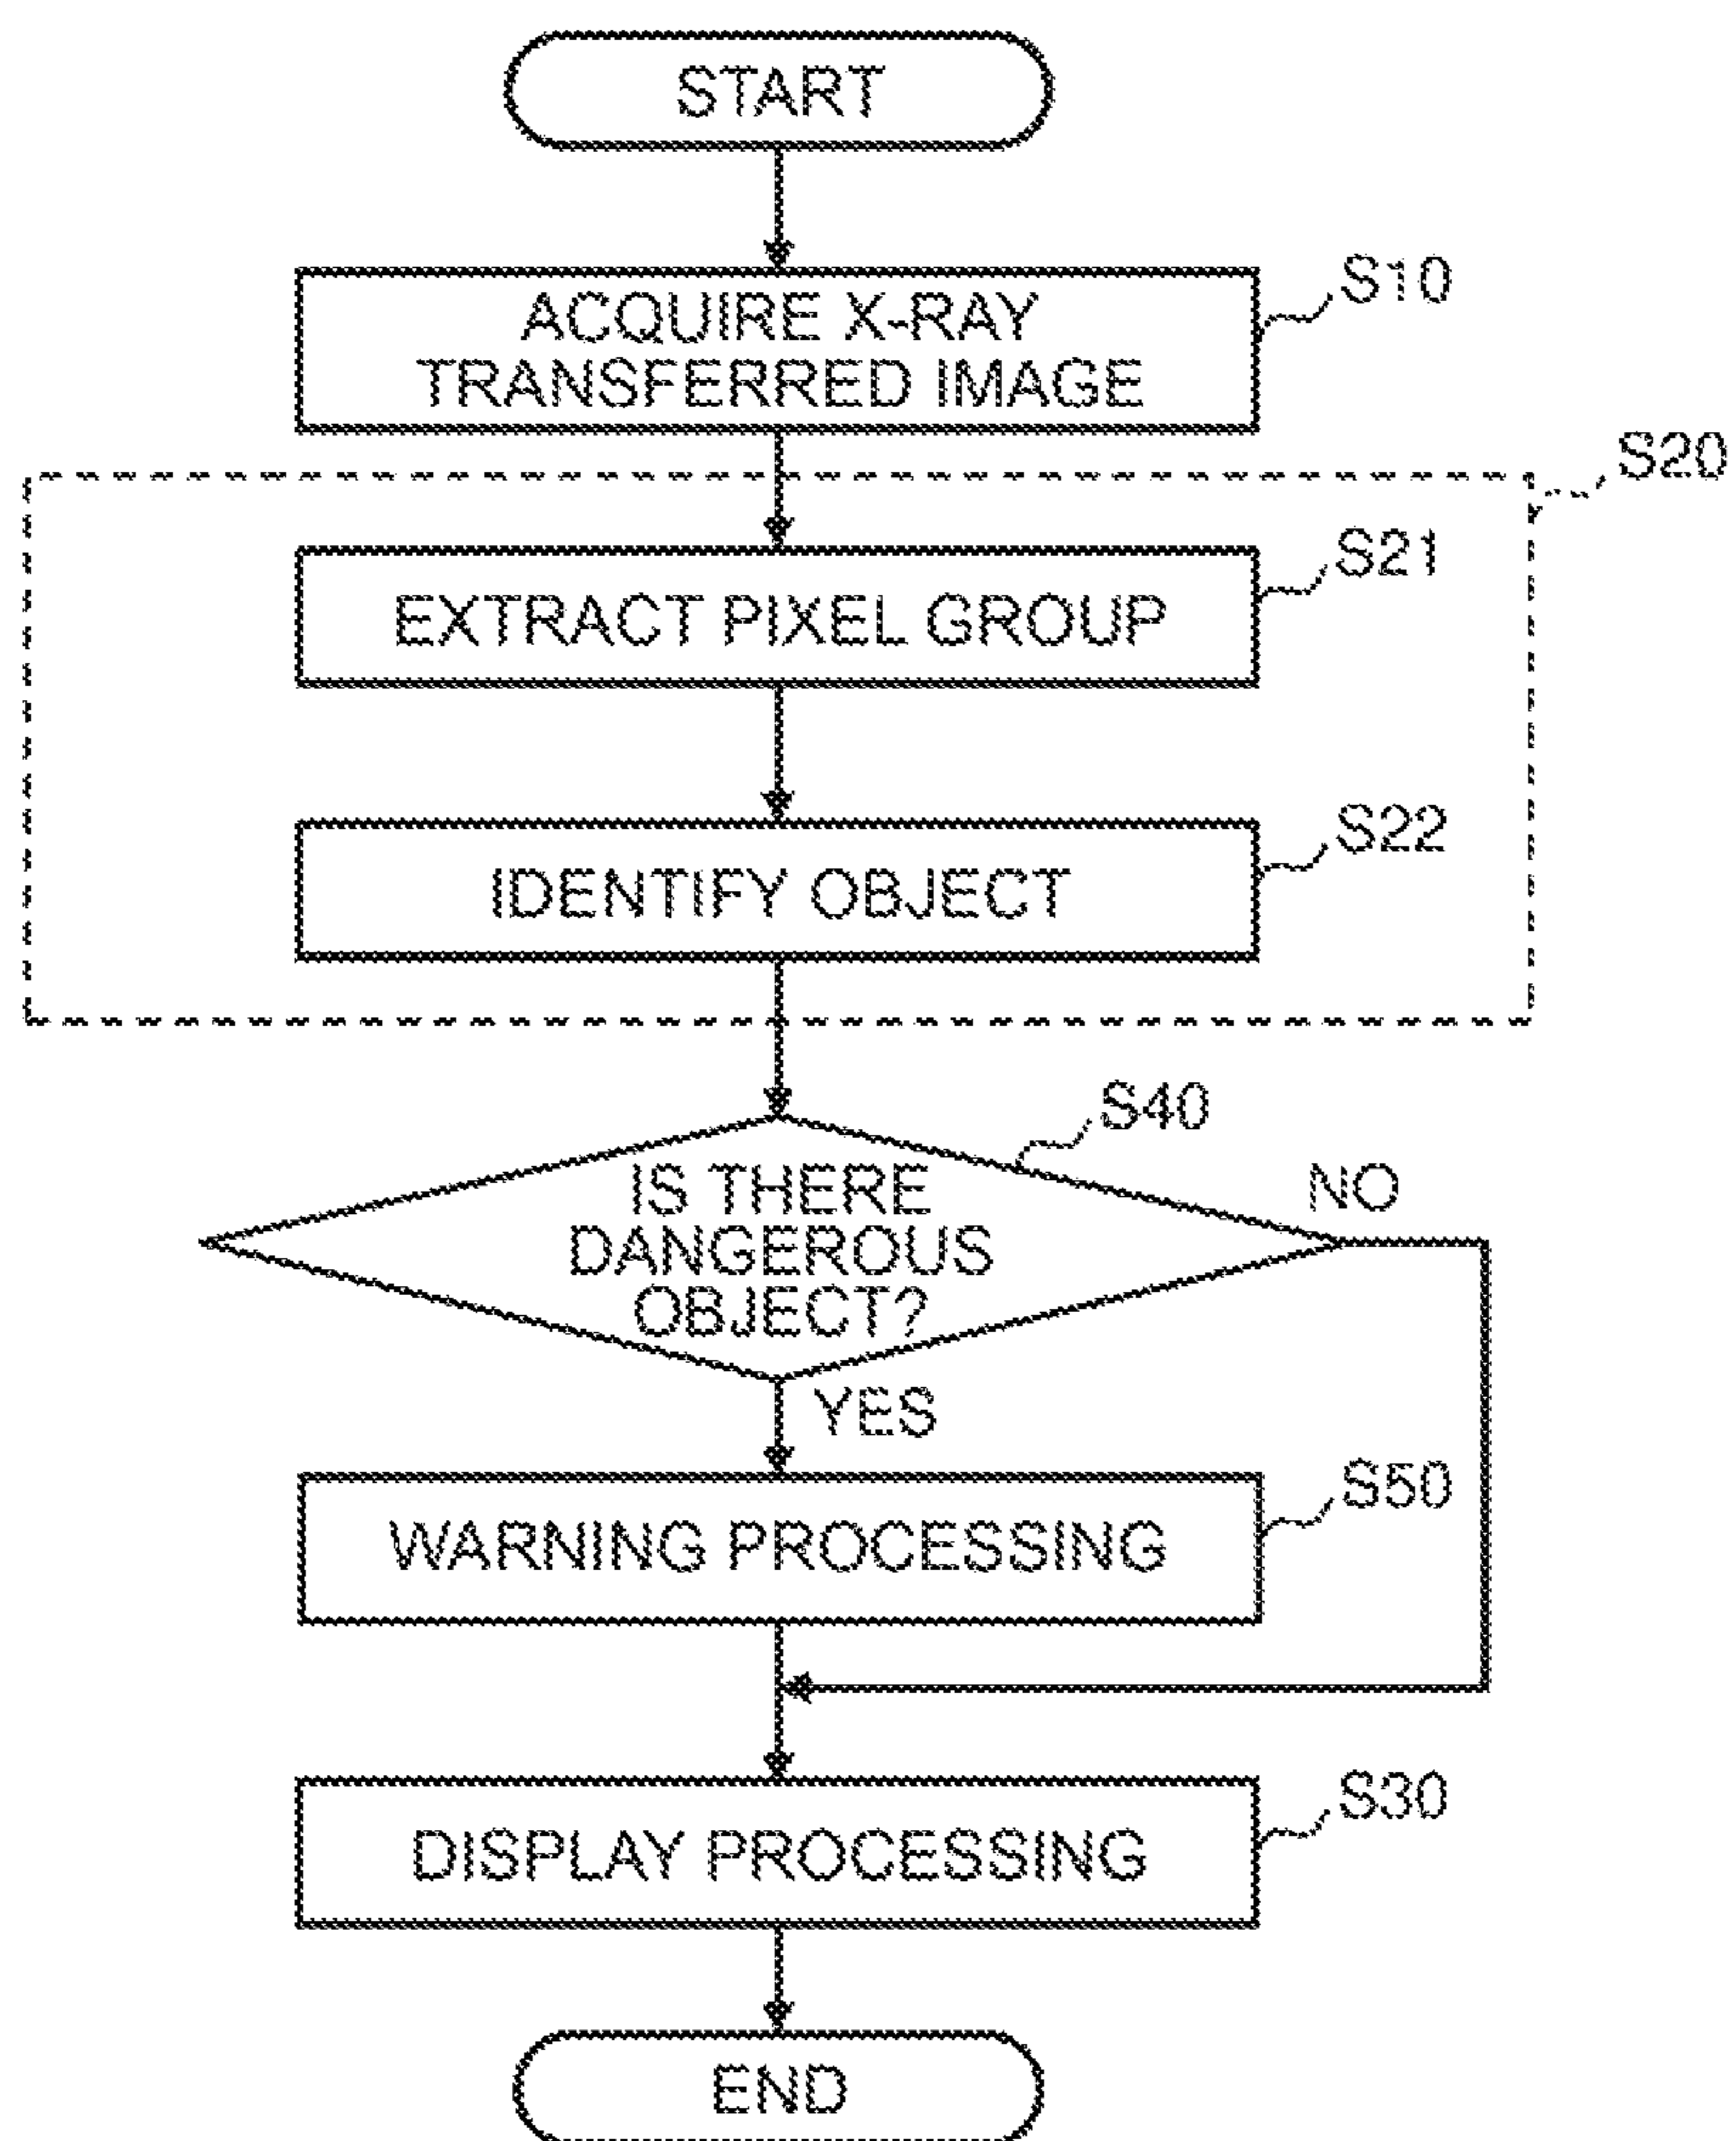 START
ACQUIRE X-RAY
TRANSFERRED IMAGE
S10
S20
EXTRACT PIXEL GROUP
S21
IDENTIFY OBJECT
S22
S40
IS THERE
DANGEROUS
OBJECT?
NO
YES
WARNING PROCESSING
S50
DISPLAY PROCESSING
S30
END